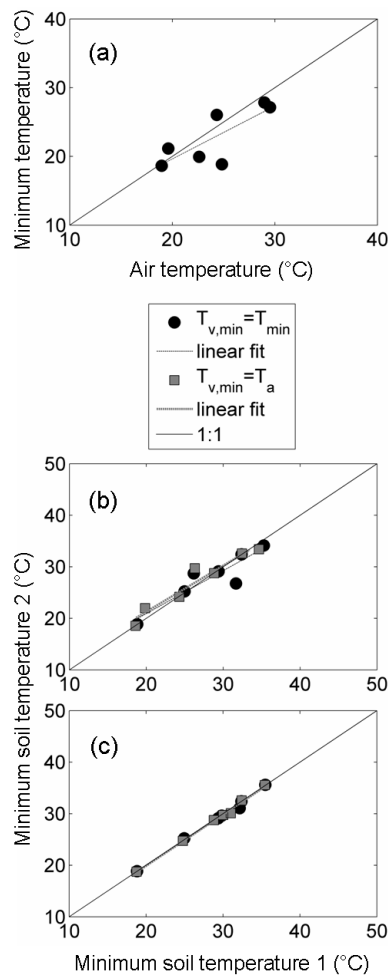 40
(a)
30
20
10
10 20 30 40
Minimum temperature (°C)
Air temperature (°C)
T_v,min=T_min
linear fit
T_v,min=T_a
linear fit
1:1
50
(b)
40
30
20
10
10 20 30 40 50
Minimum soil temperature 2 (°C)
50
(c)
40
30
20
10
10 20 30 40 50
Minimum soil temperature 1 (°C)